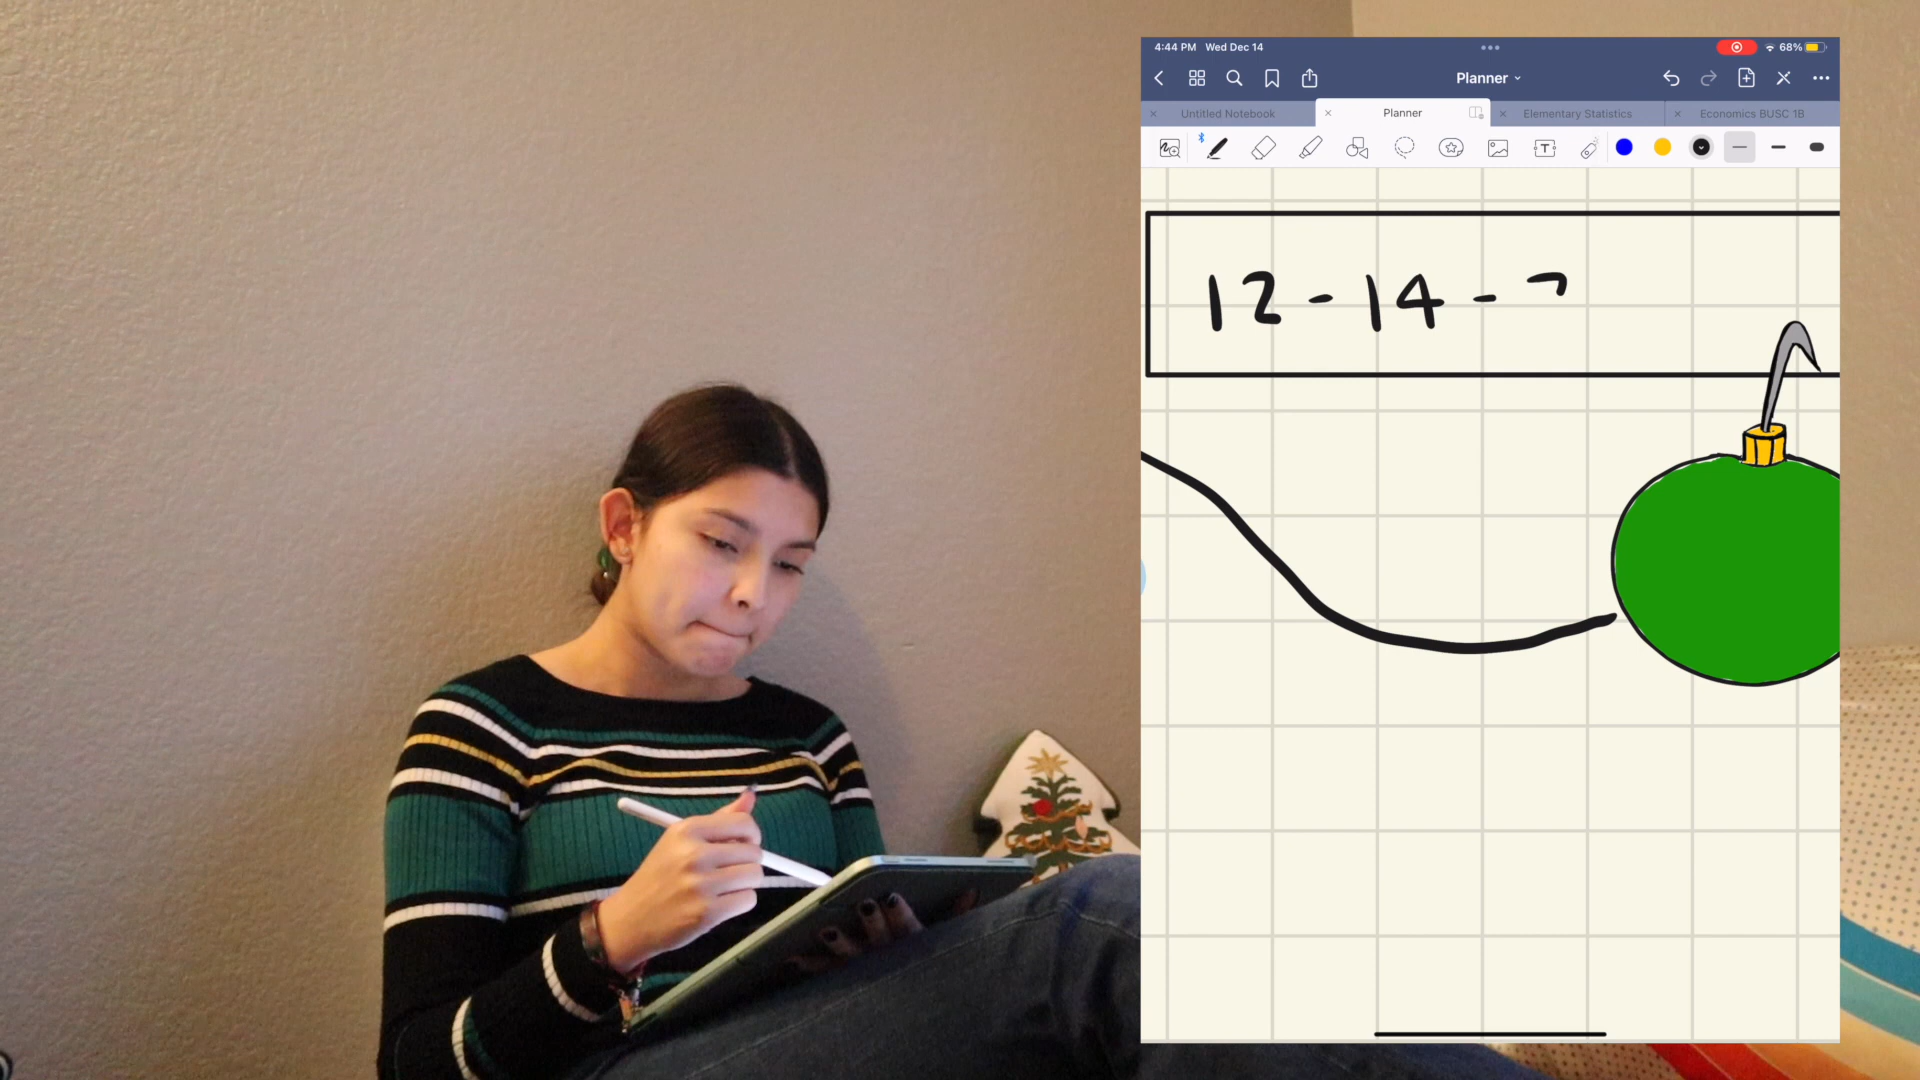 4:44 PM Wed Dec 14
68%
Planner
Untitled Notebook
Planner
Elementary Statistics
Economics BUSC 1B
T
12-14-